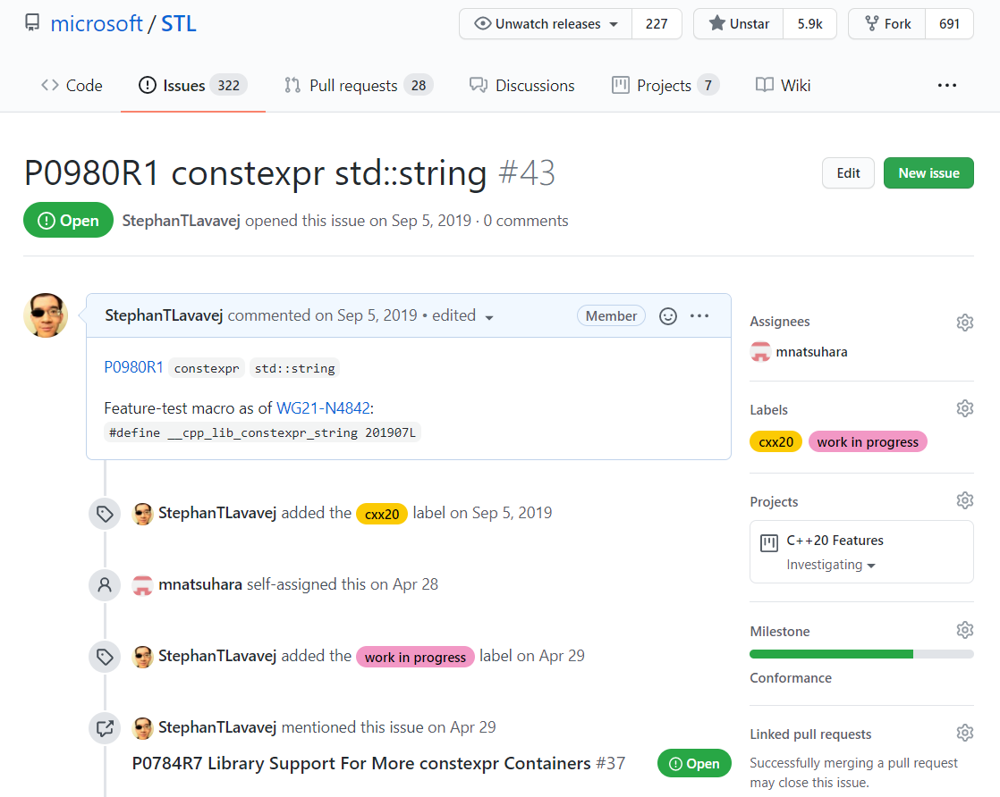 microsoft / STL
Unwatch releases 227
Unstar 5.9k
Fork 691
Code
Issues 322
Pull requests 28
Discussions
Projects 7
Wiki
P0980R1 constexpr std::string #43
Edit
New issue
Open
StephanTLavavej opened this issue on Sep 5, 2019 · 0 comments
StephanTLavavej commented on Sep 5, 2019 • edited
Member
P0980R1 constexpr std::string
Feature-test macro as of WG21-N4842:
#define __cpp_lib_constexpr_string 201907L
StephanTLavavej added the cxx20 label on Sep 5, 2019
mnatsuhara self-assigned this on Apr 28
StephanTLavavej added the work in progress label on Apr 29
StephanTLavavej mentioned this issue on Apr 29
P0784R7 Library Support For More constexpr Containers #37
Open
Assignees
mnatsuhara
Labels
cxx20 work in progress
Projects
C++20 Features
Investigating
Milestone
Conformance
Linked pull requests
Successfully merging a pull request
may close this issue.